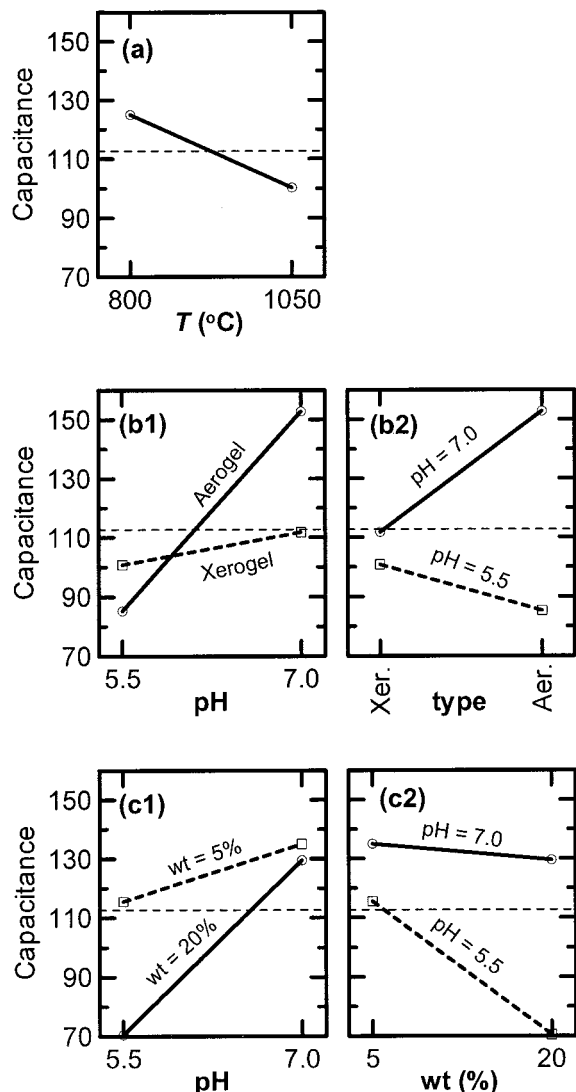 (a)
Capacitance
150
130
110
90
70
800
1050
T (°C)
(b1)
Capacitance
150
130
110
90
70
Aerogel
Xerogel
5.5
7.0
pH
(b2)
pH = 7.0
pH = 5.5
Xer.
type
Aer.
(c1)
Capacitance
150
130
110
90
70
wt = 5%
wt = 20%
5.5
7.0
pH
(c2)
pH = 7.0
pH = 5.5
5
20
wt (%)